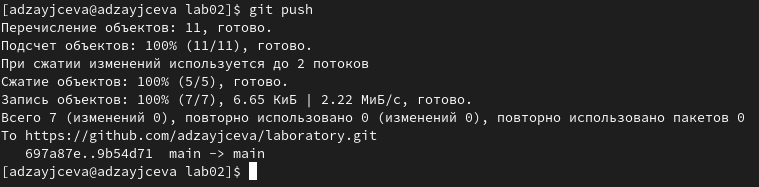 [adzayjceva@adzayjceva lab02]$ git push
Перечисление объектов: 11, готово.
Подсчет объектов: 100% (11/11), готово.
При сжатии изменений используется до 2 потоков
Сжатие объектов: 100% (5/5), готово.
Запись объектов: 100% (7/7), 6.65 КиБ | 2.22 МиБ/с, готово.
Всего 7 (изменений 0), повторно использовано 0 (изменений 0), повторно использовано пакетов 0
To https://github.com/adzayjceva/laboratory.git
   697a87e..9b54d71  main -> main
[adzayjceva@adzayjceva lab02]$